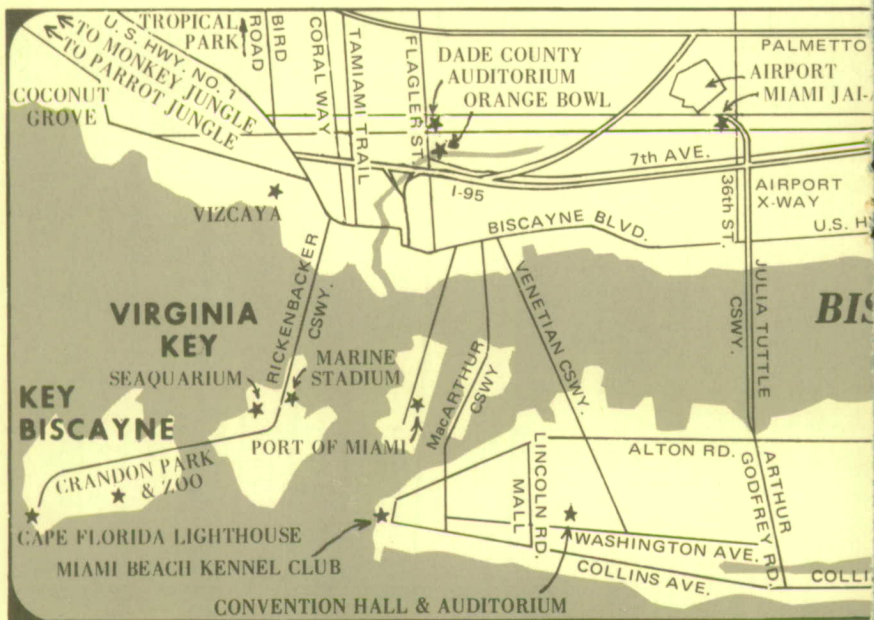 TROPICAL
PARK
U.S. HWY. NO. 1
TO MONKEY JUNGLE
TO PARROT JUNGLE
BIRD
ROAD
CORAL WAY
TAMIAMI TRAIL
FLAGLER ST.
DADE COUNTY
AUDITORIUM
ORANGE BOWL
PALMETTO
AIRPORT
MIAMI JAI-
COCONUT
GROVE
7th AVE.
I-95
36th ST.
AIRPORT
X-WAY
VIZCAYA
BISCAYNE BLVD.
U.S.
RICKENBACKER
CSWY.
VENETIAN CSWY.
JULIA TUTTLE
CSWY.
BIS
VIRGINIA
KEY
SEAQUARIUM
MARINE
STADIUM
MacARTHUR
CSWY
KEY
BISCAYNE
PORT OF MIAMI
CRANDON PARK
& ZOO
LINCOLN RD.
MALL
ALTON RD.
ARTHUR
GODFREY RD.
CAPE FLORIDA LIGHTHOUSE
MIAMI BEACH KENNEL CLUB
WASHINGTON AVE.
COLLINS AVE.
COLLI
CONVENTION HALL & AUDITORIUM